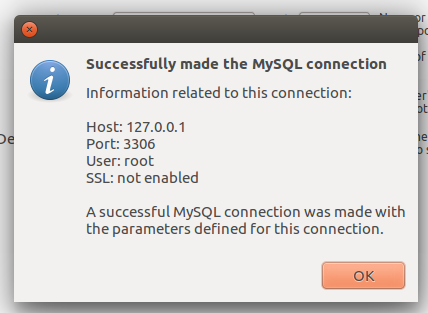 Successfully made the MySQL connection
Information related to this connection:
Host: 127.0.0.1
Port: 3306
User: root
SSL: not enabled
A successful MySQL connection was made with
the parameters defined for this connection.
OK